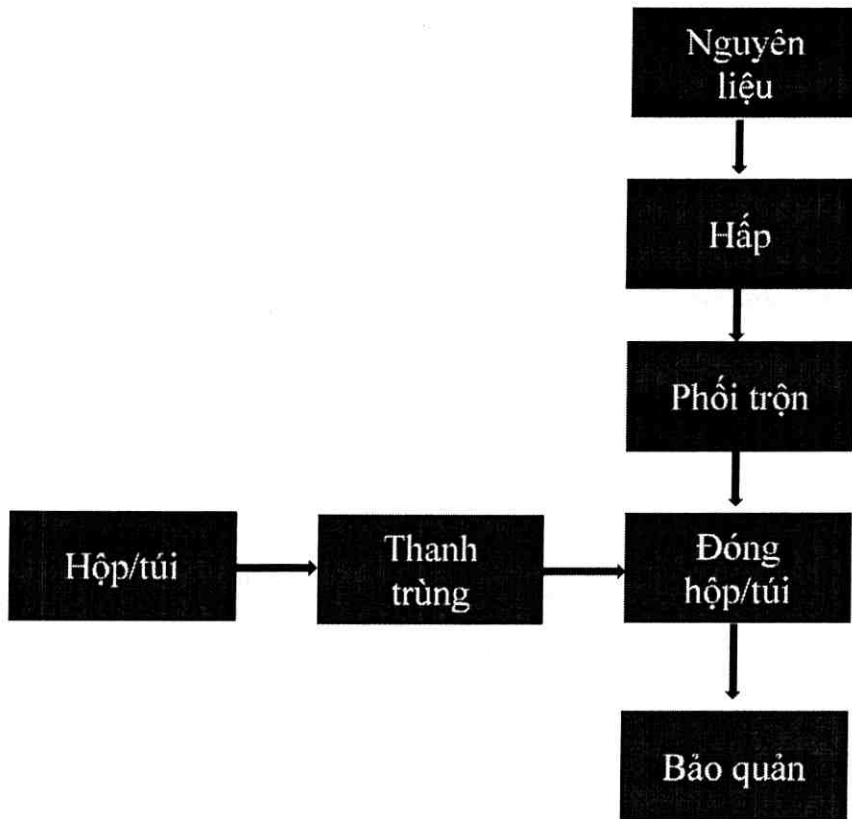 Nguyên
liệu
Hấp
Phối trộn
Hộp/túi
Thanh
trùng
Đóng
hộp/túi
Bảo quản